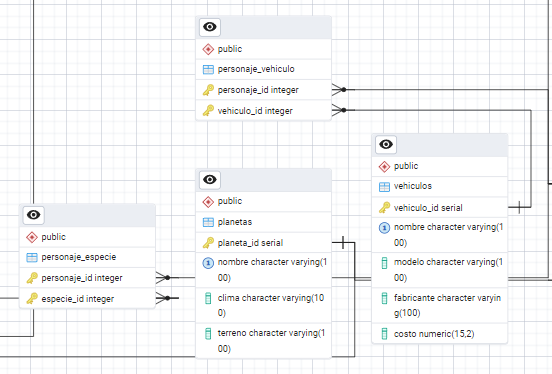 public
personaje_vehiculo
personaje_id integer
vehiculo_id integer
public
vehiculos
vehiculo_id serial
nombre character varying(1
00)
modelo character varying(1
00)
fabricante character varyin
g(100)
costo numeric(15,2)
public
planetas
planeta_id serial
nombre character varying(1
00)
clima character varying(10
0)
terreno character varying(1
00)
public
personaje_especie
personaje_id integer
especie_id integer